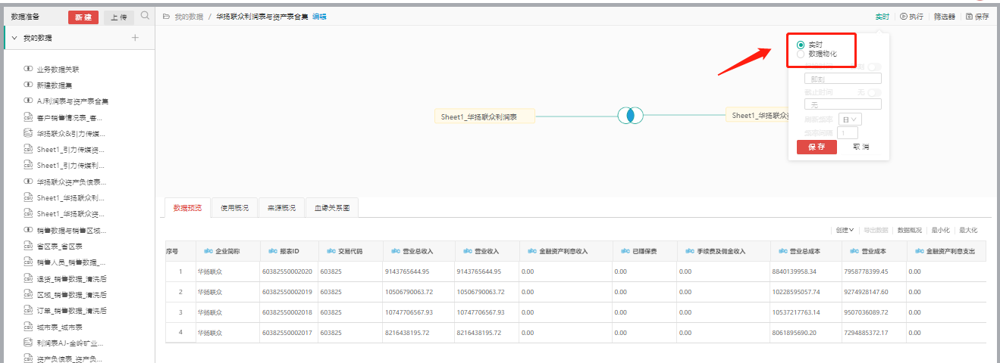 数据准备 新建 上传
我的数据 / 华扬联众利润表与资产表合集 编辑
实时 执行 筛选器 保存
我的数据
业务数据关联
新建数据集
AJ利润表与资产表合集
客户销售情况表_客...
华扬联众&引力传媒...
Sheet1_引力传媒资...
Sheet1_引力传媒利...
华扬联众资产负债表...
Sheet1_华扬联众利...
Sheet1_华扬联众资...
销售数据与销售区域...
省区表_省区表
销售人员_销售数据_...
退货_销售数据_清洗后
区域_销售数据_清洗后
订单_销售数据_清洗后
城市表_城市表
利润表AJ-金岭矿业...
资产负债表_资产负...
Sheet1_华扬联众利润表
Sheet1_华扬联众
实时
数据物化
即刻
截止时间 无
无
刷新频率 日
频率间隔 1
保存 取消
数据预览 使用概况 来源概况 血缘关系图
创建 导出数据 数据概况 最小化 最大化
序号 abc 企业简称 abc 报表ID abc 交易代码 abc 营业总收入 abc 营业收入 abc 金融资产利息收入 abc 已赚保费 abc 手续费及佣金收入 abc 营业总成本 abc 营业成本 abc 金融资产利息支出
1 华扬联众 60382550002020 603825 9143765644.95 9143765644.95 0.00 0.00 0.00 8840139958.34 7958778399.45 0.00
2 华扬联众 60382550002019 603825 10506790063.72 10506790063.72 0.00 0.00 0.00 10228595057.74 9274928147.60 0.00
3 华扬联众 60382550002018 603825 10747706567.93 10747706567.93 0.00 0.00 0.00 10537217763.14 9507036089.72 0.00
4 华扬联众 60382550002017 603825 8216438195.72 8216438195.72 0.00 0.00 0.00 8061895690.20 7294885372.17 0.00